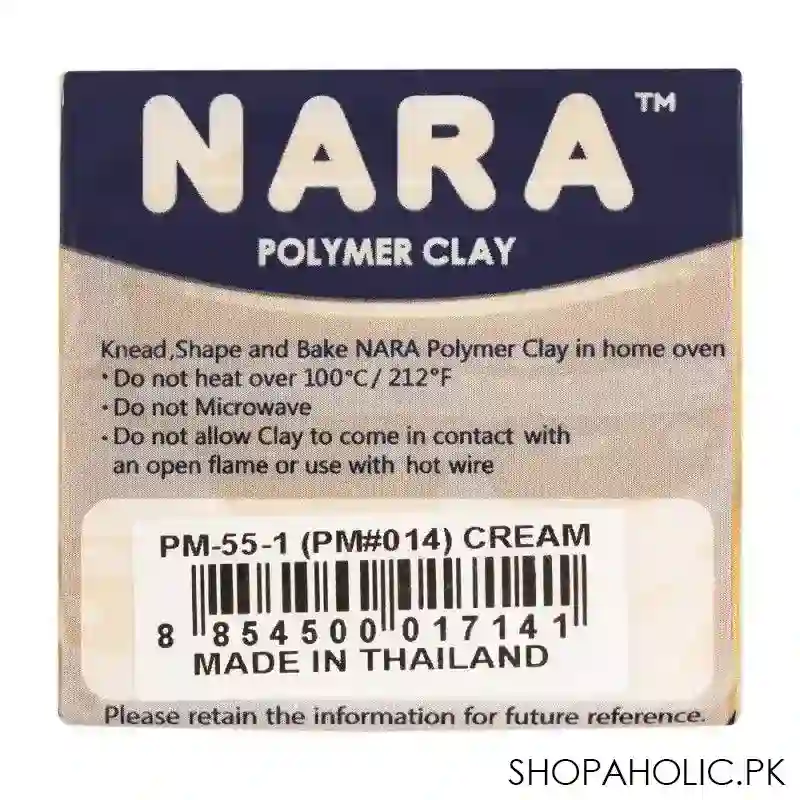 NARA™
POLYMER CLAY
Knead,Shape and Bake NARA Polymer Clay in home oven
· Do not heat over 100°C/ 212°F
· Do not Microwave
· Do not allow Clay to come in contact with
an open flame or use with hot wire
PM-55-1 (PM#014) CREAM
8 854500 017141
MADE IN THAILAND
Please retain the information for future reference.
SHOPAHOLIC.PK